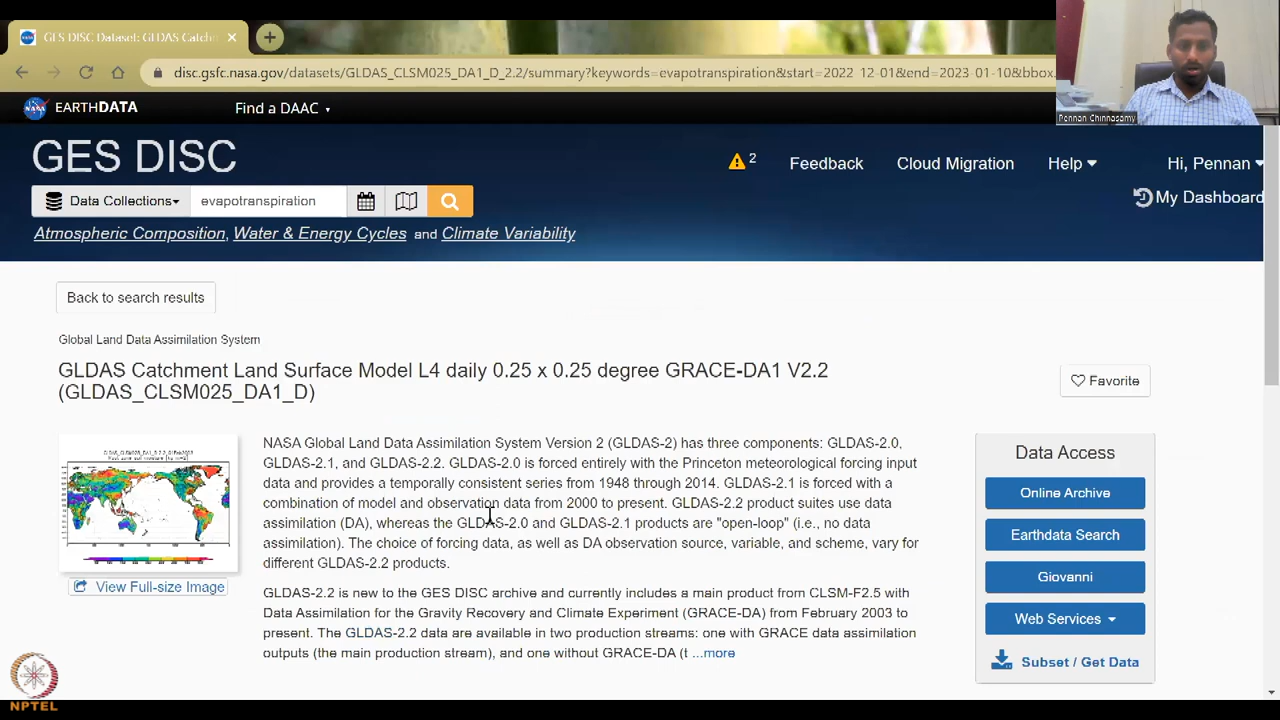 GES DISC Dataset: GLDAS Catchm
disc.gsfc.nasa.gov/datasets/GLDAS_CLSM025_DA1_D_2.2/summary?keywords=evapotranspiration&start=2022-12-01&end=2023-01-10&bbox.
Pennan Chinnasamy
EARTHDATA Find a DAAC
GES DISC
2 Feedback Cloud Migration Help Hi, Pennan
Data Collections evapotranspiration
My Dashboard
Atmospheric Composition, Water & Energy Cycles and Climate Variability
Back to search results
Global Land Data Assimilation System
GLDAS Catchment Land Surface Model L4 daily 0.25 x 0.25 degree GRACE-DA1 V2.2
(GLDAS_CLSM025_DA1_D)
Favorite
NASA Global Land Data Assimilation System Version 2 (GLDAS-2) has three components: GLDAS-2.0,
GLDAS-2.1, and GLDAS-2.2. GLDAS-2.0 is forced entirely with the Princeton meteorological forcing input
data and provides a temporally consistent series from 1948 through 2014. GLDAS-2.1 is forced with a
combination of model and observation data from 2000 to present. GLDAS-2.2 product suites use data
assimilation (DA), whereas the GLDAS-2.0 and GLDAS-2.1 products are "open-loop" (i.e., no data
assimilation). The choice of forcing data, as well as DA observation source, variable, and scheme, vary for
different GLDAS-2.2 products.
View Full-size Image
GLDAS-2.2 is new to the GES DISC archive and currently includes a main product from CLSM-F2.5 with
Data Assimilation for the Gravity Recovery and Climate Experiment (GRACE-DA) from February 2003 to
present. The GLDAS-2.2 data are available in two production streams: one with GRACE data assimilation
outputs (the main production stream), and one without GRACE-DA (t ...more
Data Access
Online Archive
Earthdata Search
Giovanni
Web Services
Subset / Get Data
NPTEL